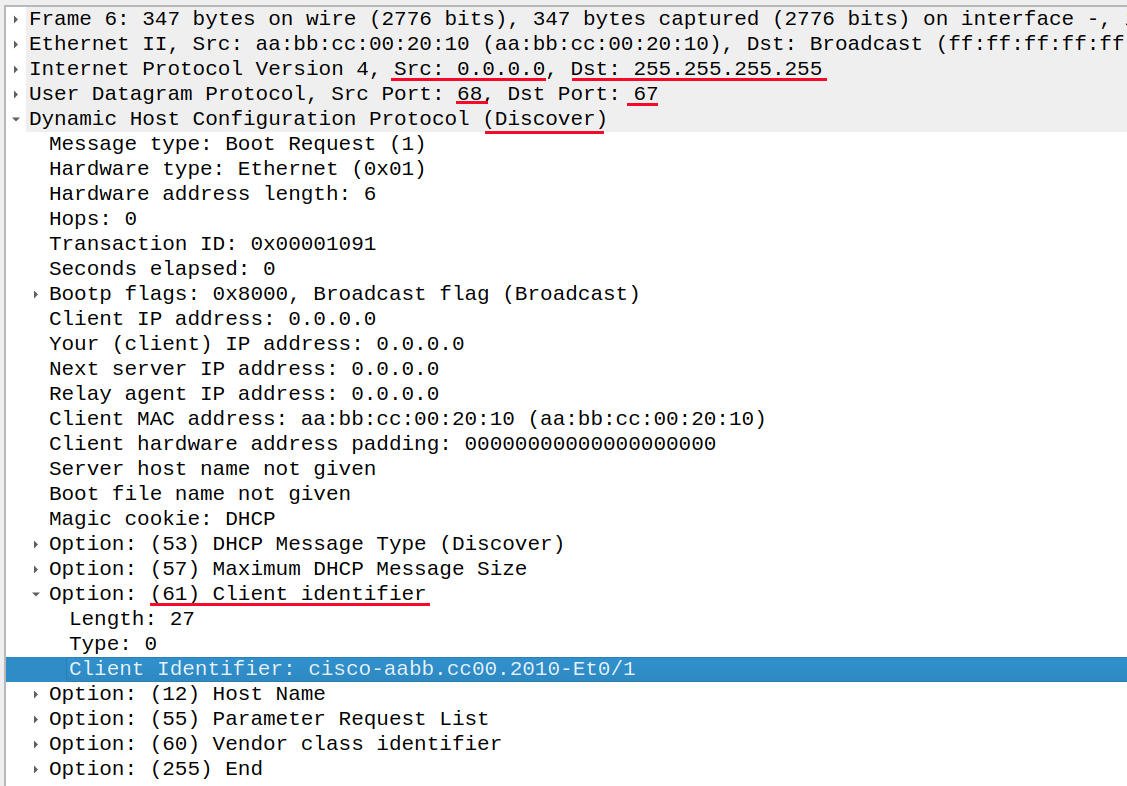 Frame 6: 347 bytes on wire (2776 bits), 347 bytes captured (2776 bits) on interface -,
Ethernet II, Src: aa:bb:cc:00:20:10 (aa:bb:cc:00:20:10), Dst: Broadcast (ff:ff:ff:ff:ff
Internet Protocol Version 4, Src: 0.0.0.0, Dst: 255.255.255.255
User Datagram Protocol, Src Port: 68, Dst Port: 67
Dynamic Host Configuration Protocol (Discover)
Message type: Boot Request (1)
Hardware type: Ethernet (0x01)
Hardware address length: 6
Hops: 0
Transaction ID: 0x00001091
Seconds elapsed: 0
Bootp flags: 0x8000, Broadcast flag (Broadcast)
Client IP address: 0.0.0.0
Your (client) IP address: 0.0.0.0
Next server IP address: 0.0.0.0
Relay agent IP address: 0.0.0.0
Client MAC address: aa:bb:cc:00:20:10 (aa:bb:cc:00:20:10)
Client hardware address padding: 00000000000000000000
Server host name not given
Boot file name not given
Magic cookie: DHCP
Option: (53) DHCP Message Type (Discover)
Option: (57) Maximum DHCP Message Size
Option: (61) Client identifier
Length: 27
Type: 0
Client Identifier: cisco-aabb.cc00.2010-Et0/1
Option: (12) Host Name
Option: (55) Parameter Request List
Option: (60) Vendor class identifier
Option: (255) End